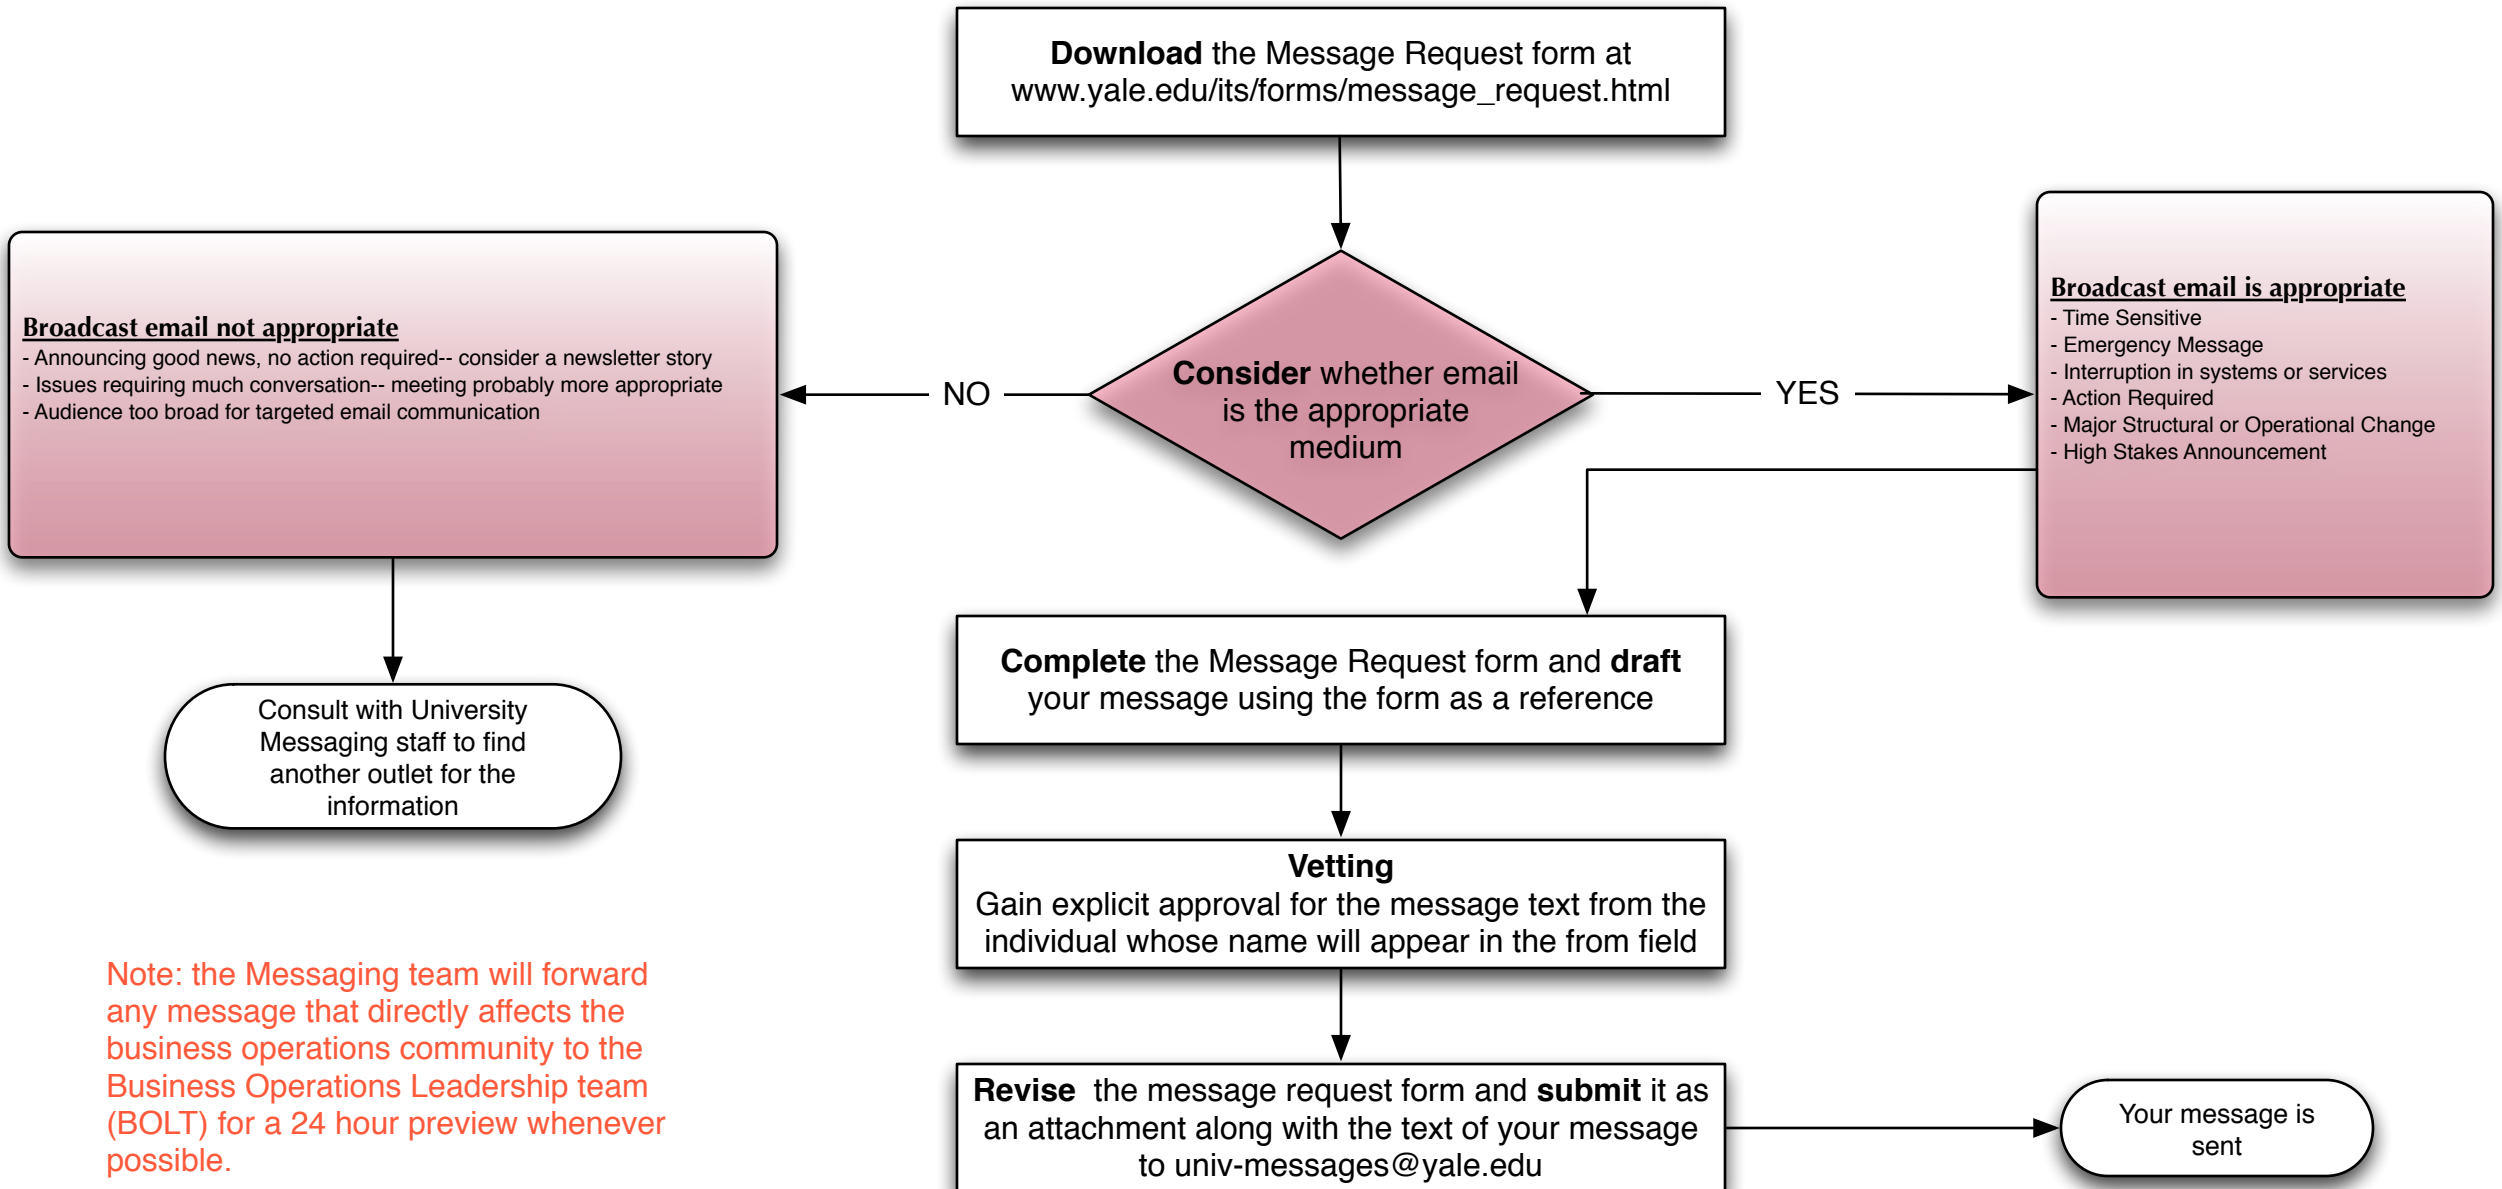 Download the Message Request form at
www.yale.edu/its/forms/message_request.html
Broadcast email not appropriate
- Announcing good news, no action required-- consider a newsletter story
- Issues requiring much conversation-- meeting probably more appropriate
- Audience too broad for targeted email communication
NO
Consider whether email
is the appropriate
medium
YES
Broadcast email is appropriate
- Time Sensitive
- Emergency Message
- Interruption in systems or services
- Action Required
- Major Structural or Operational Change
- High Stakes Announcement
Consult with University
Messaging staff to find
another outlet for the
information
Complete the Message Request form and draft
your message using the form as a reference
Vetting
Gain explicit approval for the message text from the
individual whose name will appear in the from field
Note: the Messaging team will forward
any message that directly affects the
business operations community to the
Business Operations Leadership team
(BOLT) for a 24 hour preview whenever
possible.
Revise  the message request form and submit it as
an attachment along with the text of your message
to univ-messages@yale.edu
Your message is
sent